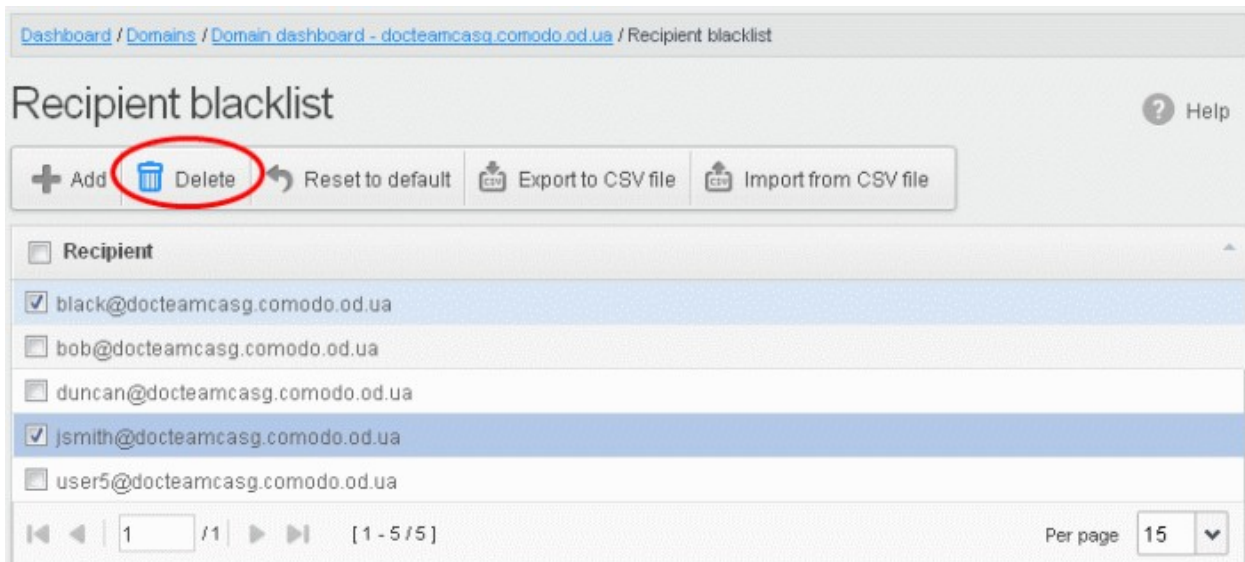 Dashboard / Domains / Domain dashboard - docteamcasg.comodo.od.ua / Recipient blacklist
Recipient blacklist
Help
Add Delete Reset to default Export to CSV file Import from CSV file
Recipient
black@docteamcasg.comodo.od.ua
bob@docteamcasg.comodo.od.ua
duncan@docteamcasg.comodo.od.ua
jsmith@docteamcasg.comodo.od.ua
user5@docteamcasg.comodo.od.ua
1 /1 [ 1 - 5 / 5 ] Per page 15